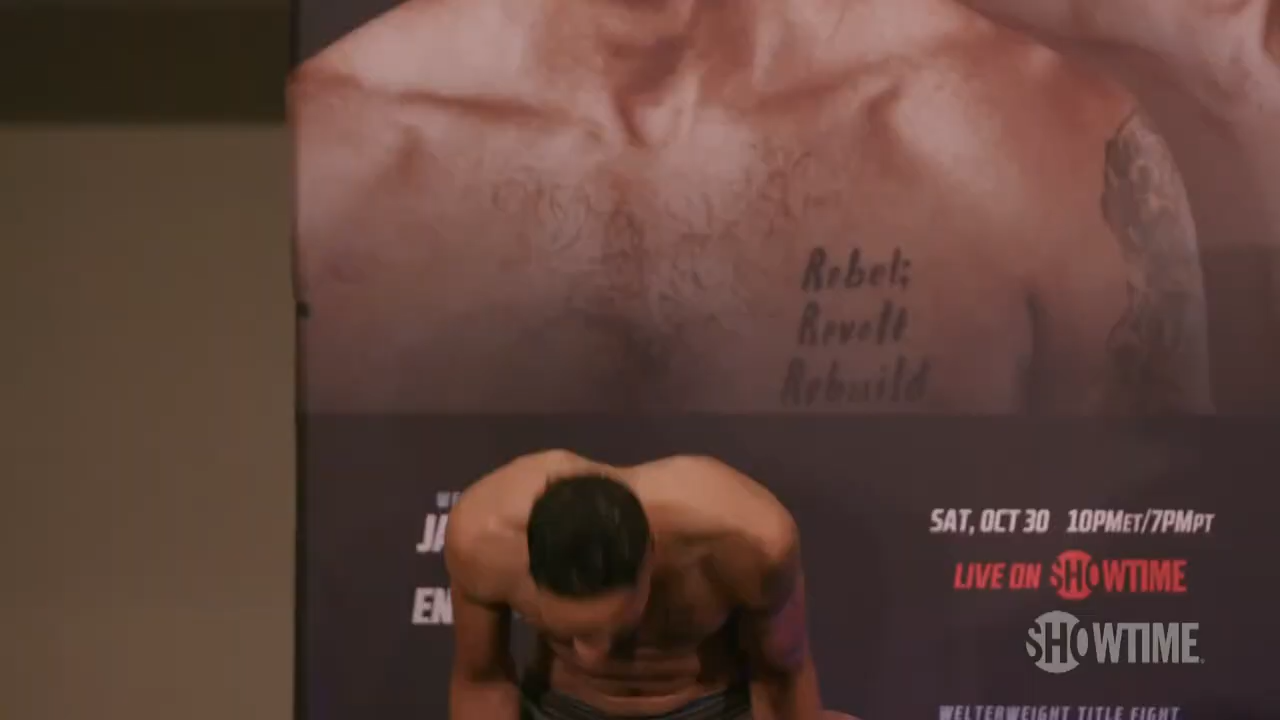 Rebel;
Revolt
Rebuild
SAT, OCT 30 10PMET/7PMPT
LIVE ON SHOWTIME
SHOWTIME
WELTERWEIGHT TITLE FIGHT